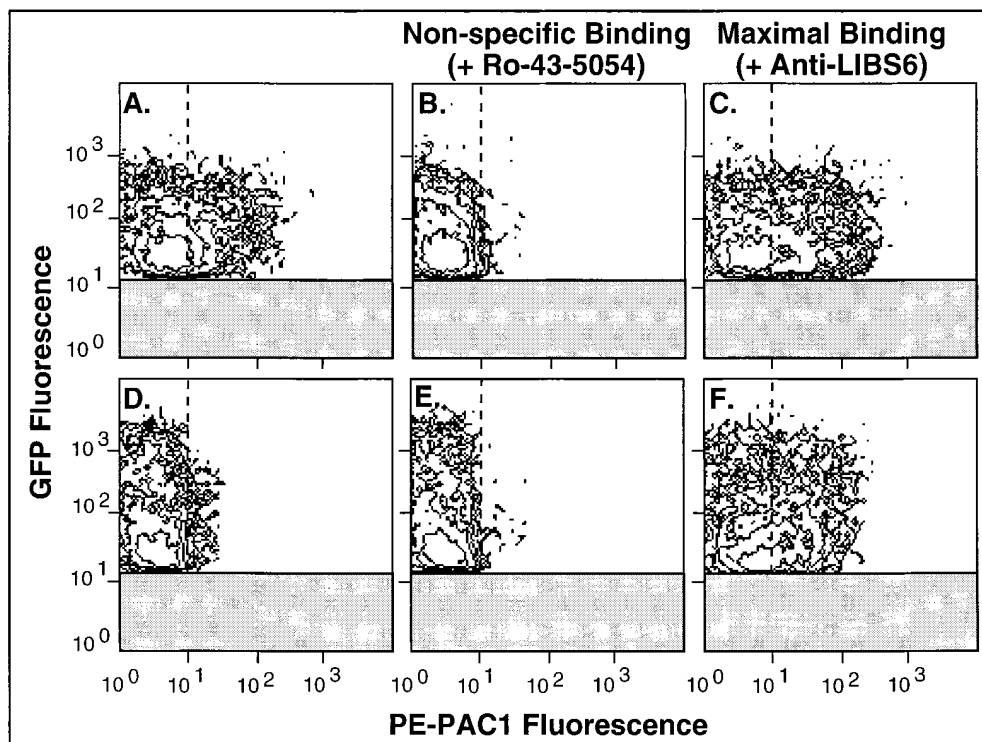 Non-specific Binding
(+ Ro-43-5054)
Maximal Binding
(+ Anti-LIBS6)
A.
B.
C.
10³
10²
10¹
10⁰
D.
E.
F.
10³
10²
10¹
10⁰
10⁰ 10¹ 10² 10³
10⁰ 10¹ 10² 10³
10⁰ 10¹ 10² 10³
GFP Fluorescence
PE-PAC1 Fluorescence